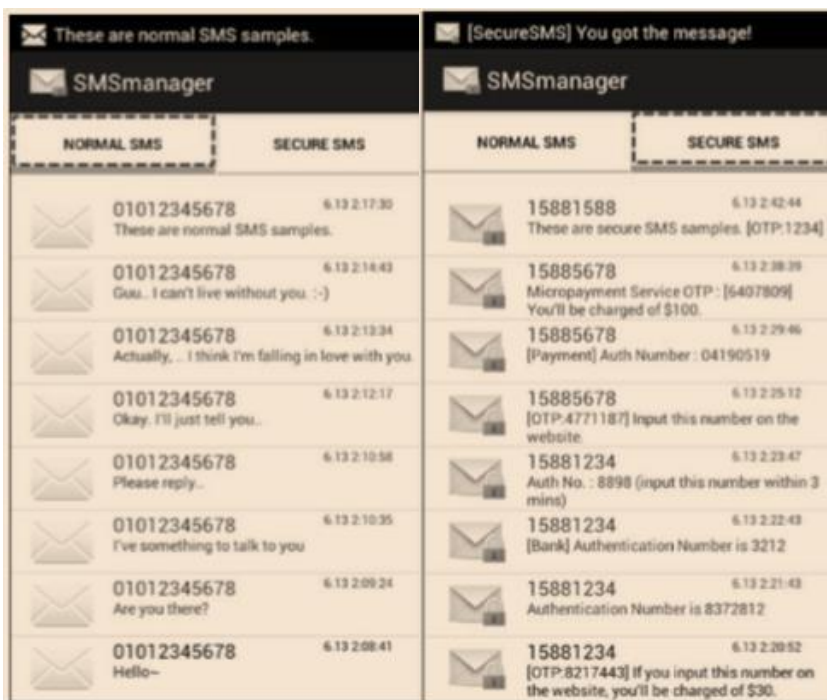 These are normal SMS samples.
SMSmanager
NORMAL SMS
SECURE SMS
01012345678 6.13 2:17:30
These are normal SMS samples.
01012345678 6.13 2:14:43
Guu.. I can't live without you. :-)
01012345678 6.13 2:13:34
Actually, .. I think I'm falling in love with you
01012345678 6.13 2:12:17
Okay. I'll just tell you..
01012345678 6.13 2:10:58
Please reply..
01012345678 6.13 2:10:35
I've something to talk to you
01012345678 6.13 2:09:24
Are you there?
01012345678 6.13 2:08:41
Hello~
[SecureSMS] You got the message!
SMSmanager
NORMAL SMS
SECURE SMS
15881588 6.13 2:42:44
These are secure SMS samples. [OTP:1234]
15885678 6.13 2:38:39
Micropayment Service OTP : [6407809]
You'll be charged of $100.
15885678 6.13 2:29:46
[Payment] Auth Number : 04190519
15885678 6.13 2:25:12
[OTP:4771187] Input this number on the
website.
15881234 6.13 2:23:47
Auth No. : 8898 (input this number within 3
mins)
15881234 6.13 2:22:43
[Bank] Authentication Number is 3212
15881234 6.13 2:21:43
Authentication Number is 8372812
15881234 6.13 2:20:52
[OTP:8217443] If you input this number on
the website, you'll be charged of $30.